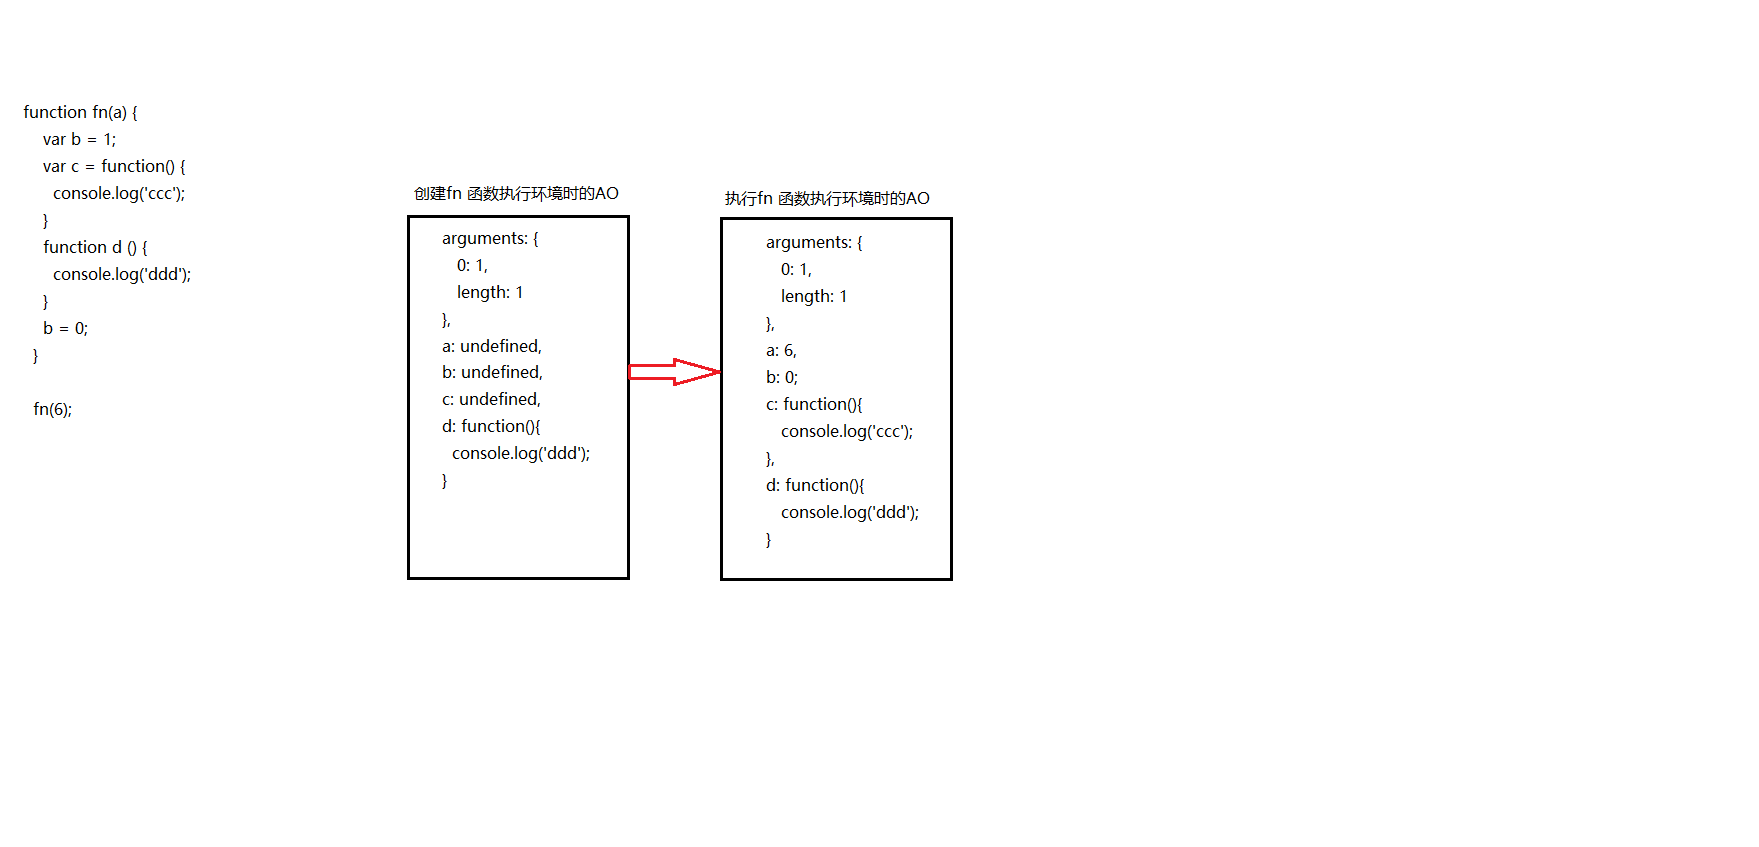 function fn(a) {
var b = 1;
var c = function() {
console.log('ccc');
}
function d () {
console.log('ddd');
}
b = 0;
}
fn(6);
创建fn 函数执行环境时的AO
arguments: {
0: 1,
length: 1
},
a: undefined,
b: undefined,
c: undefined,
d: function(){
console.log('ddd');
}
执行fn 函数执行环境时的AO
arguments: {
0: 1,
length: 1
},
a: 6,
b: 0;
c: function(){
console.log('ccc');
},
d: function(){
console.log('ddd');
}